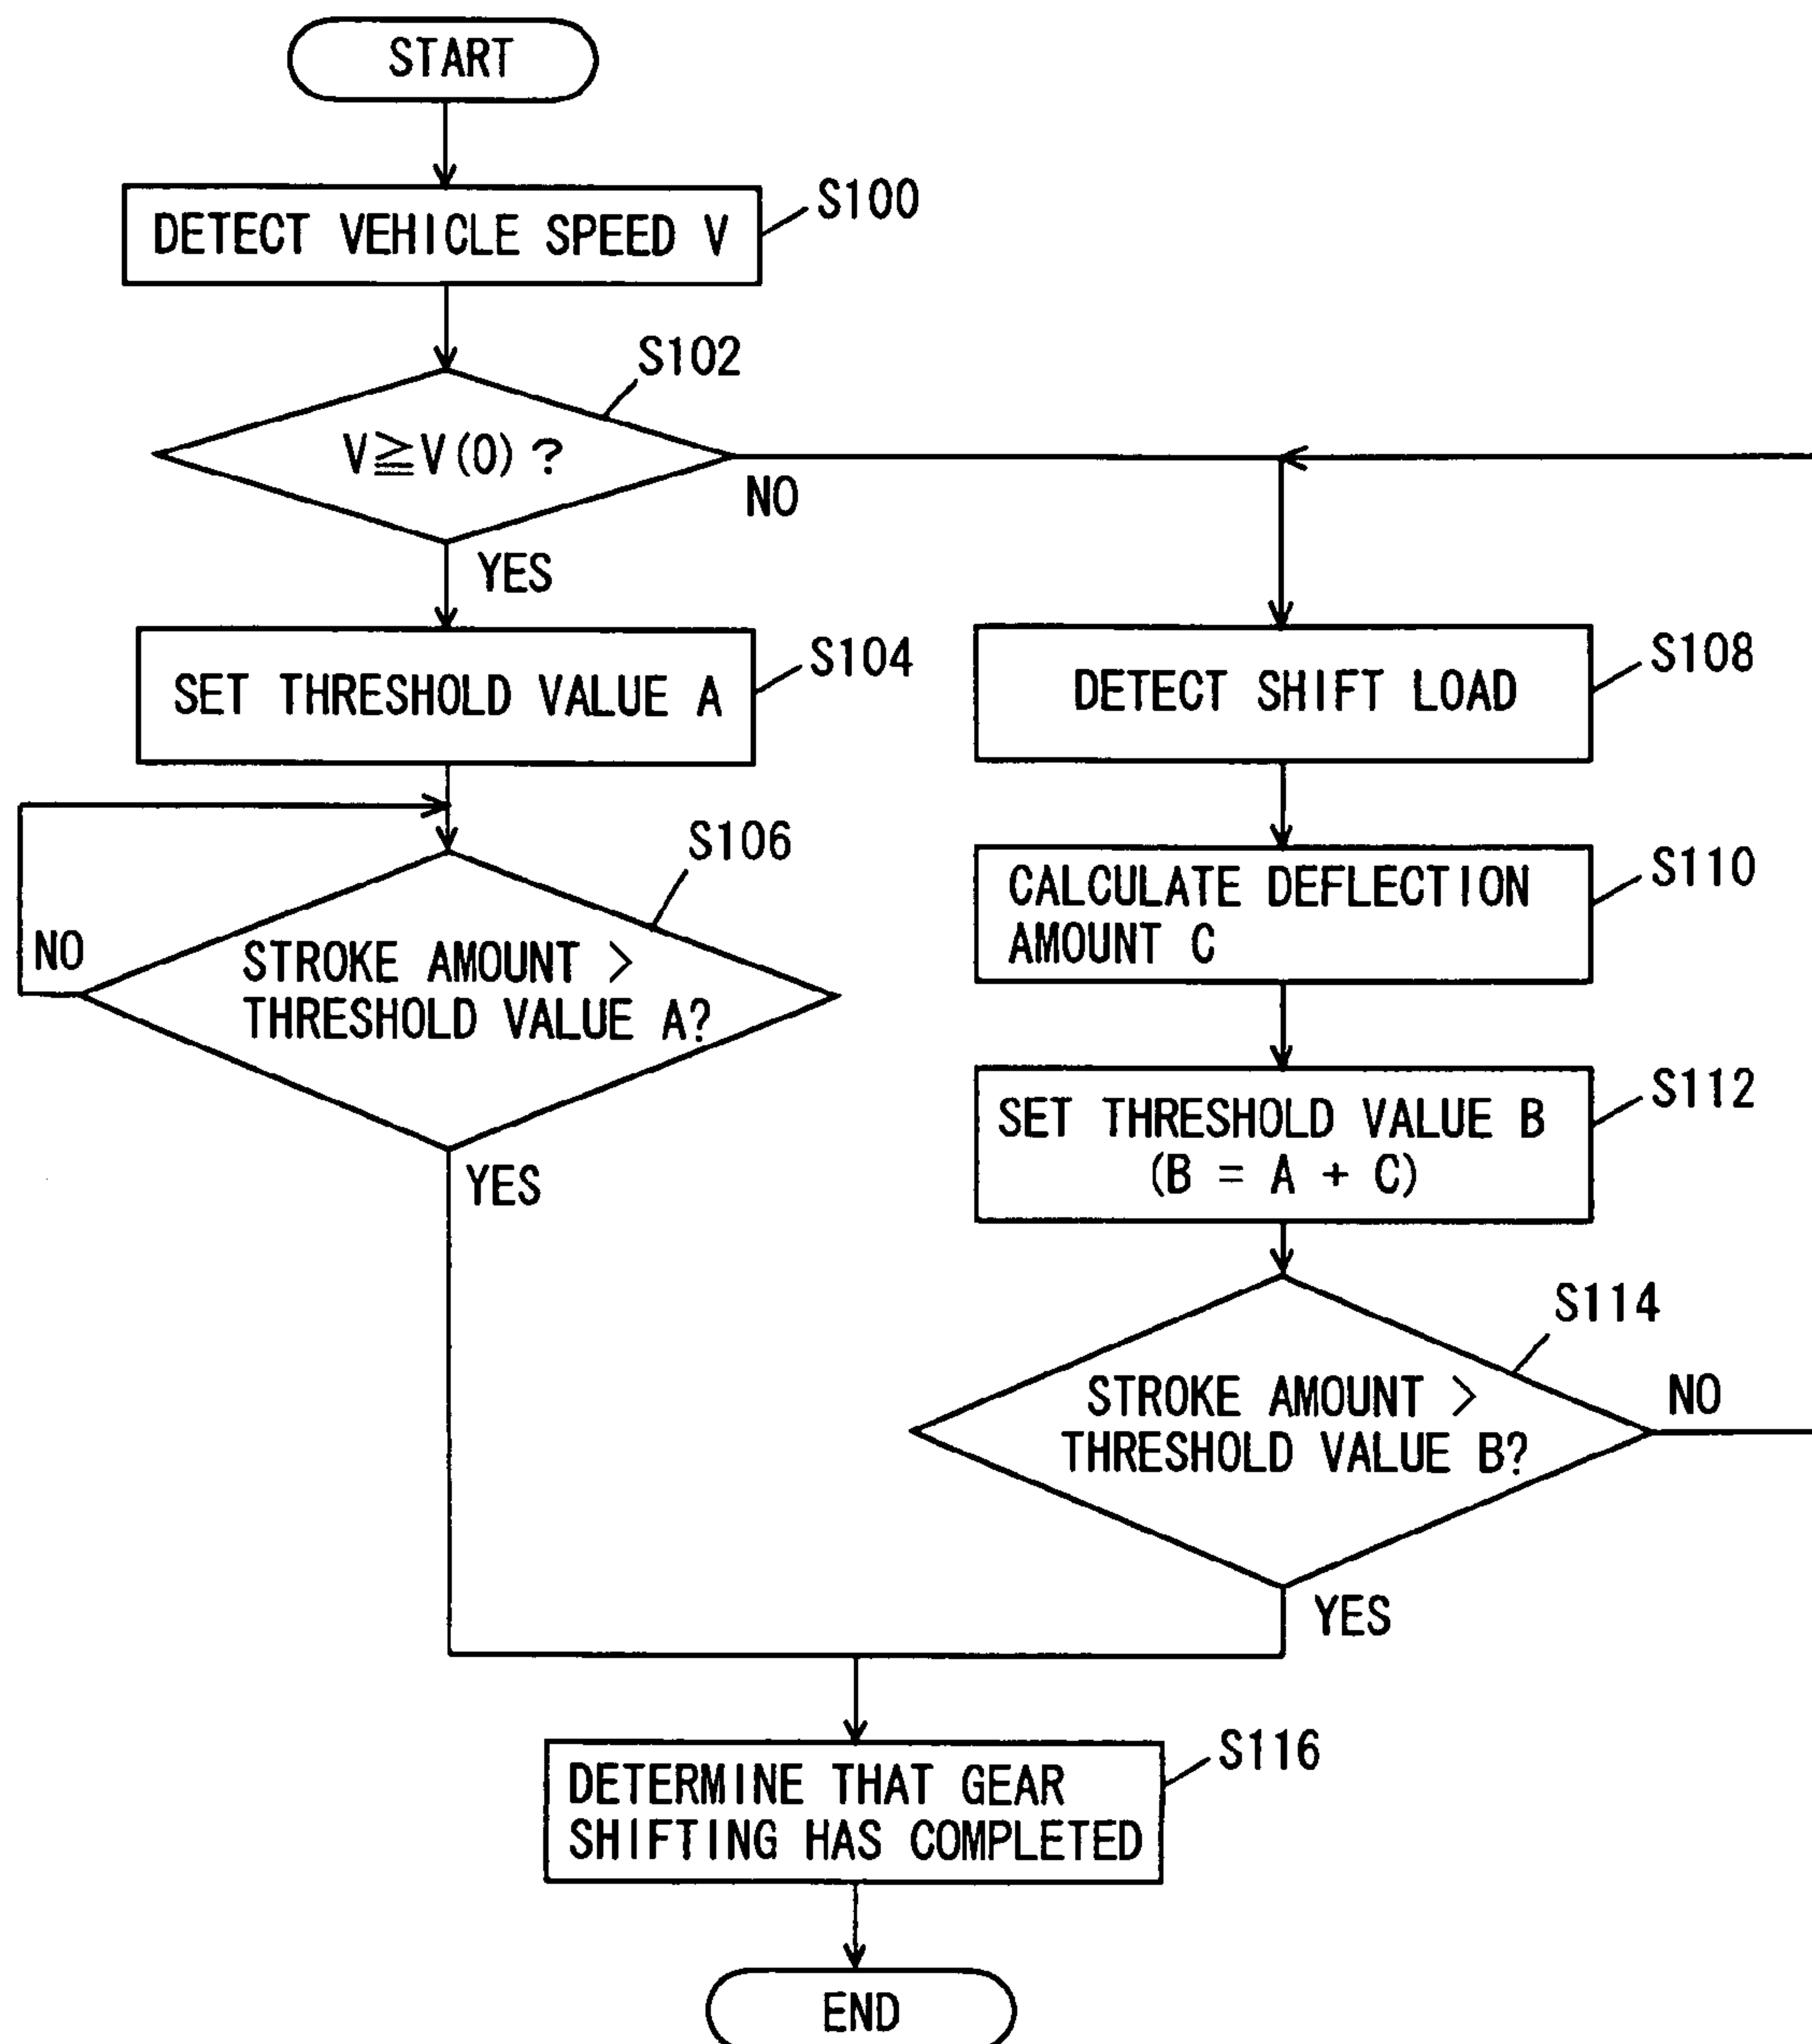 START
DETECT VEHICLE SPEED V
S100
S102
V≧V(0)?
NO
YES
SET THRESHOLD VALUE A
S104
S106
NO
STROKE AMOUNT >
THRESHOLD VALUE A?
YES
DETECT SHIFT LOAD
S108
CALCULATE DEFLECTION
AMOUNT C
S110
SET THRESHOLD VALUE B
(B = A + C)
S112
S114
STROKE AMOUNT >
THRESHOLD VALUE B?
NO
YES
DETERMINE THAT GEAR
SHIFTING HAS COMPLETED
S116
END